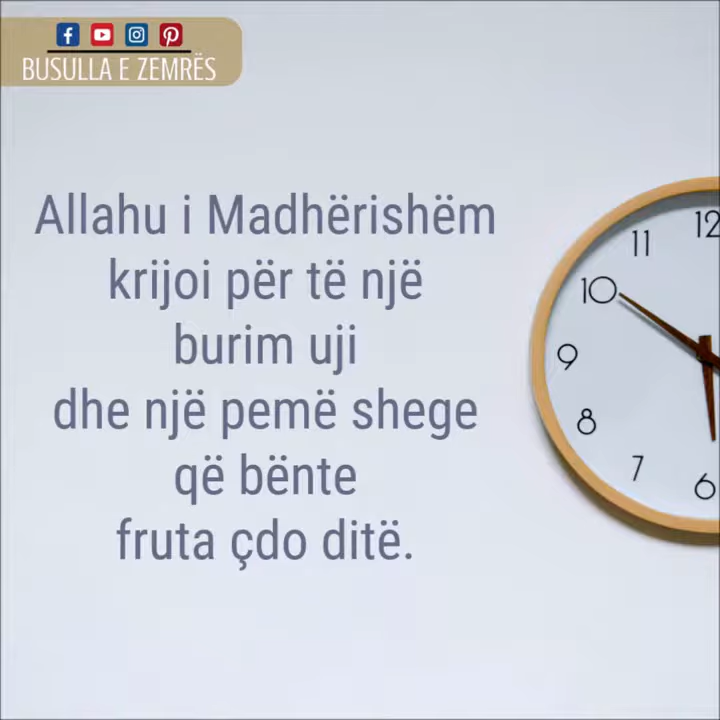 BUSULLA E ZEMRËS
Allahu i Madhërishëm
krijoi për të një
burim uji
dhe një pemë shege
që bënte
fruta çdo ditë.
12
11
10
9
8
7
6